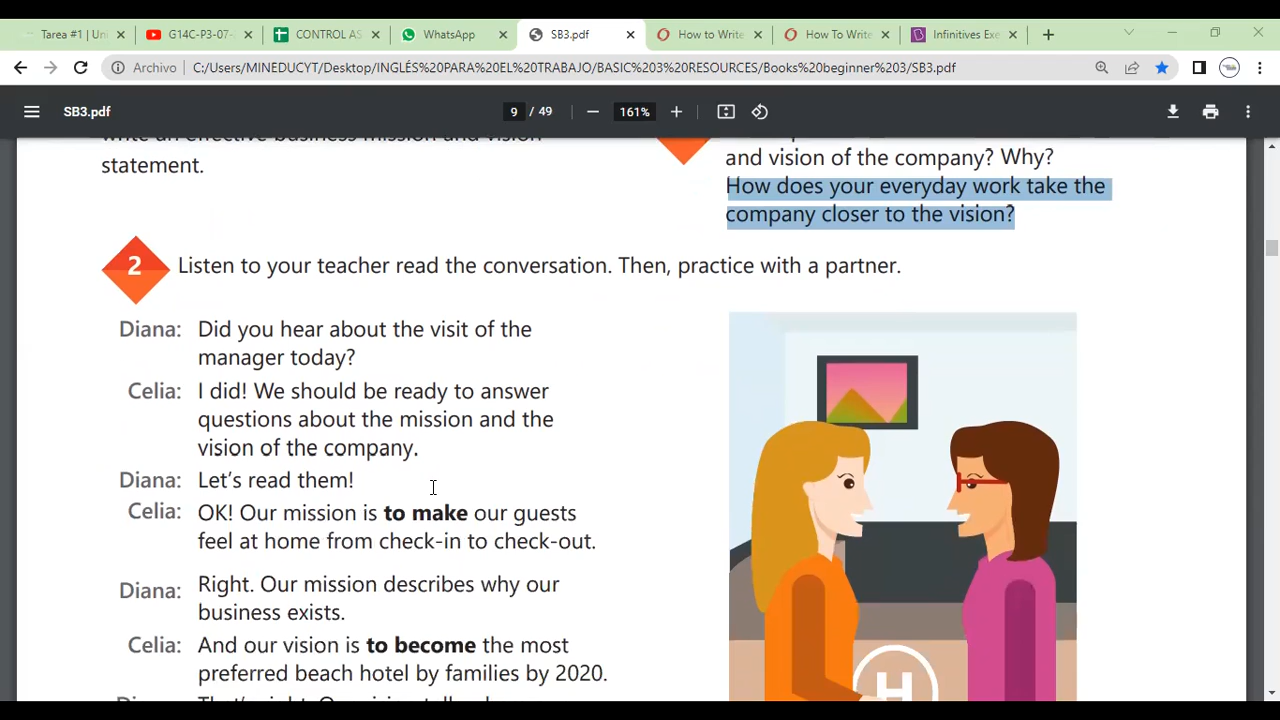 Tarea #1 | Uni
G14C-P3-07-
CONTROL AS
WhatsApp
SB3.pdf
How to Write
How To Write
Infinitives Exe
Archivo
C:/Users/MINEDUCYT/Desktop/INGLÉS%20PARA%20EL%20TRABAJO/BASIC%203%20RESOURCES/Books%20beginner%203/SB3.pdf
SB3.pdf
9 / 49
161%
write an effective business mission and vision
statement.
and vision of the company? Why?
How does your everyday work take the
company closer to the vision?
2 Listen to your teacher read the conversation. Then, practice with a partner.
Diana: Did you hear about the visit of the
manager today?
Celia: I did! We should be ready to answer
questions about the mission and the
vision of the company.
Diana: Let's read them!
Celia: OK! Our mission is to make our guests
feel at home from check-in to check-out.
Diana: Right. Our mission describes why our
business exists.
Celia: And our vision is to become the most
preferred beach hotel by families by 2020.
H